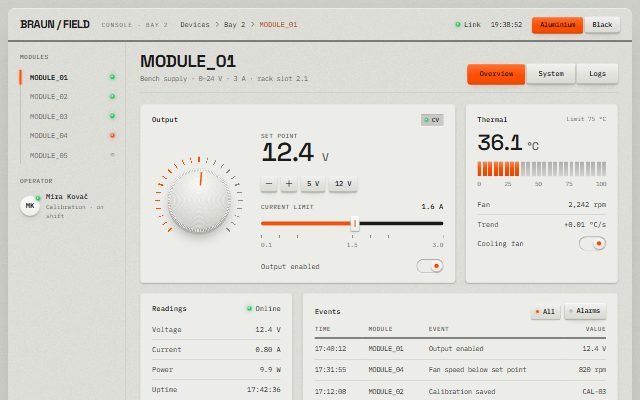 BRAUN / FIELD
CONSOLE · BAY 2
Devices > Bay 2 > MODULE_01
Link
19:38:52
Aluminium
Black
MODULES
MODULE_01
MODULE_02
MODULE_03
MODULE_04
MODULE_05
OPERATOR
MK
Mira Kovač
Calibration · on
shift
MODULE_01
Bench supply · 0–24 V · 3 A · rack slot 2.1
Overview
System
Logs
Output
CV
SET POINT
12.4 V
−
+
5 V
12 V
CURRENT LIMIT
1.6 A
0.1
1.5
3.0
Output enabled
Thermal
Limit 75 °C
36.1 °C
0
25
50
75
100
Fan
2,242 rpm
Trend
+0.01 °C/s
Cooling fan
Readings
Online
Voltage
12.4 V
Current
0.80 A
Power
9.9 W
Uptime
17:42:36
Events
All
Alarms
TIME MODULE EVENT VALUE
17:40:12 MODULE_01 Output enabled 12.4 V
17:31:55 MODULE_04 Fan speed below set point 820 rpm
17:12:08 MODULE_02 Calibration saved CAL-03